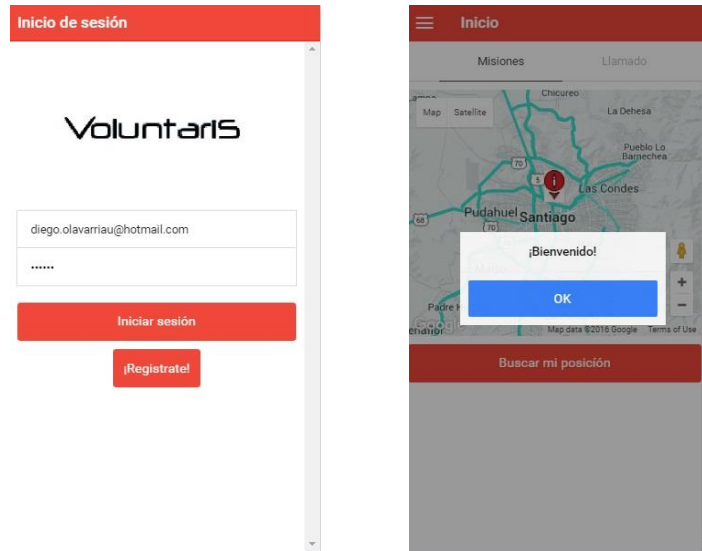 Inicio de sesión
VoluntariS
diego.olavarriau@hotmail.com
••••••
Iniciar sesión
¡Registrate!
Inicio
Misiones
Llamado
Map
Satellite
Chicureo
La Dehesa
Pueblo Lo
Barnechea
70
5
Las Condes
68
Pudahuel
Santiago
70
¡Bienvenido!
OK
Padre H
Map data ©2016 Google
Terms of Use
Buscar mi posición